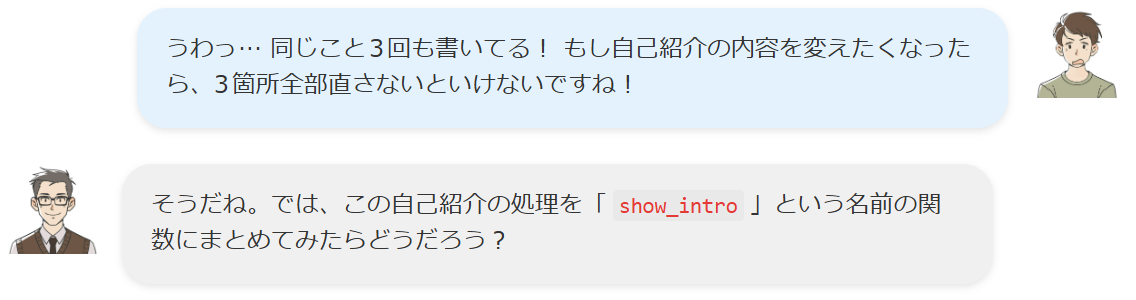 うわっ… 同じこと３回も書いてる！ もし自己紹介の内容を変えたくなった
ら、３箇所全部直さないといけないですね！
そうだね。では、この自己紹介の処理を「 show_intro 」という名前の関
数にまとめてみたらどうだろう？